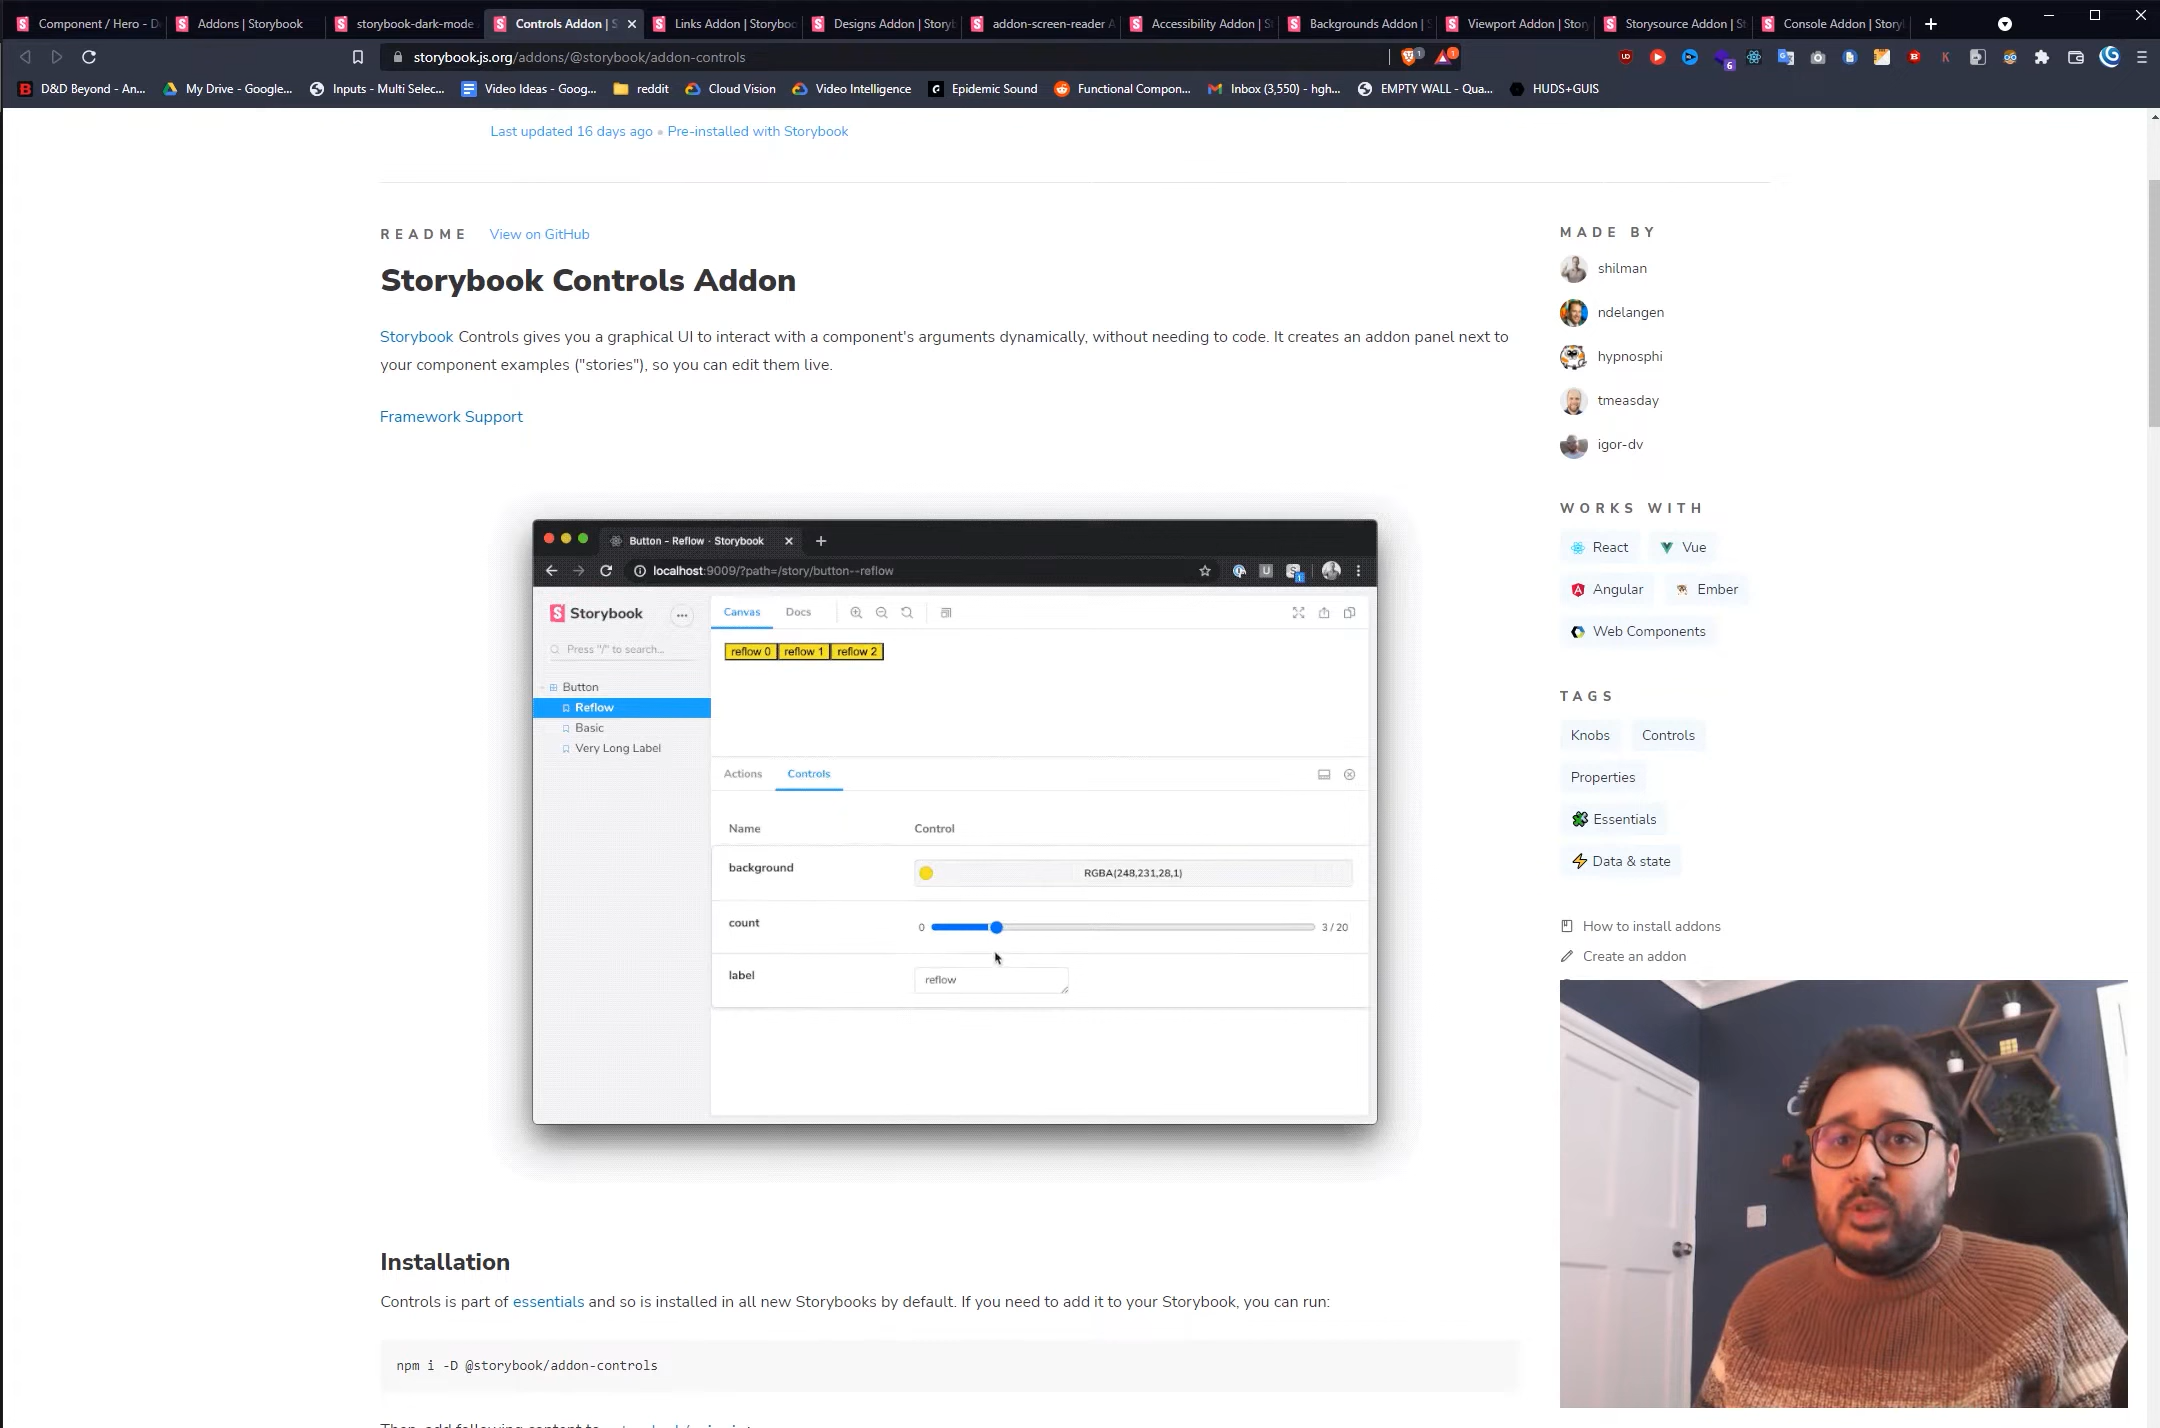 Component / Hero - D
Addons | Storybook
storybook-dark-mode
Controls Addon | S
Links Addon | Storyboo
Designs Addon | Storyb
addon-screen-reader A
Accessibility Addon | S
Backgrounds Addon |
Viewport Addon | Stor
Storysource Addon | St
Console Addon | Storyl
storybook.js.org/addons/@storybook/addon-controls
D&D Beyond - An...
My Drive - Google...
Inputs - Multi Selec...
Video Ideas - Goog...
reddit
Cloud Vision
Video Intelligence
Epidemic Sound
Functional Compon...
Inbox (3,550) - hgh...
EMPTY WALL - Qua...
HUDS+GUIS
Last updated 16 days ago • Pre-installed with Storybook
README View on GitHub
Storybook Controls Addon
Storybook Controls gives you a graphical UI to interact with a component's arguments dynamically, without needing to code. It creates an addon panel next to
your component examples ("stories"), so you can edit them live.
Framework Support
Button - Reflow · Storybook
localhost:9009/?path=/story/button--reflow
Storybook
Press "/" to search...
Button
Reflow
Basic
Very Long Label
Canvas Docs
reflow 0 reflow 1 reflow 2
Actions Controls
Name Control
background RGBA(248,231,28,1)
count 0 3 / 20
label reflow
Installation
Controls is part of essentials and so is installed in all new Storybooks by default. If you need to add it to your Storybook, you can run:
npm i -D @storybook/addon-controls
MADE BY
shilman
ndelangen
hypnosphi
tmeasday
igor-dv
WORKS WITH
React Vue
Angular Ember
Web Components
TAGS
Knobs Controls
Properties
Essentials
Data & state
How to install addons
Create an addon